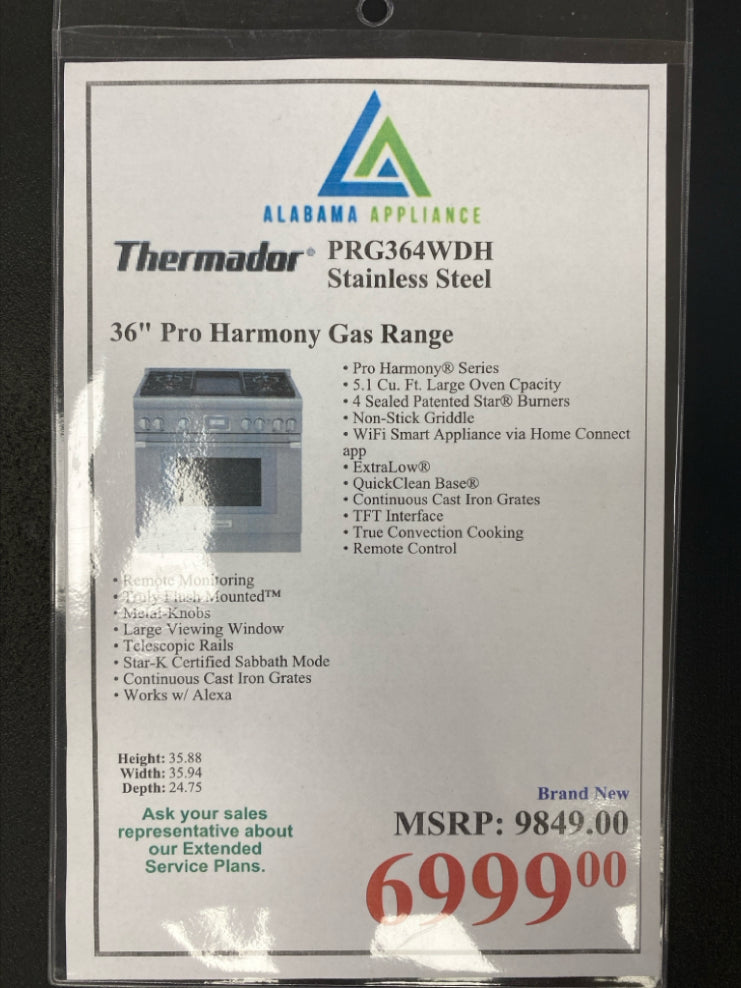 ALABAMA APPLIANCE
Thermador® PRG364WDH
Stainless Steel
36" Pro Harmony Gas Range
• Pro Harmony® Series
• 5.1 Cu. Ft. Large Oven Cpacity
• 4 Sealed Patented Star® Burners
• Non-Stick Griddle
• WiFi Smart Appliance via Home Connect
app
• ExtraLow®
• QuickClean Base®
• Continuous Cast Iron Grates
• TFT Interface
• True Convection Cooking
• Remote Control
• Remote Monitoring
• Truly Flush Mounted™
• Metal-Knobs
• Large Viewing Window
• Telescopic Rails
• Star-K Certified Sabbath Mode
• Continuous Cast Iron Grates
• Works w/ Alexa
Height: 35.88
Width: 35.94
Depth: 24.75
Ask your sales
representative about
our Extended
Service Plans.
Brand New
MSRP: 9849.00
699900